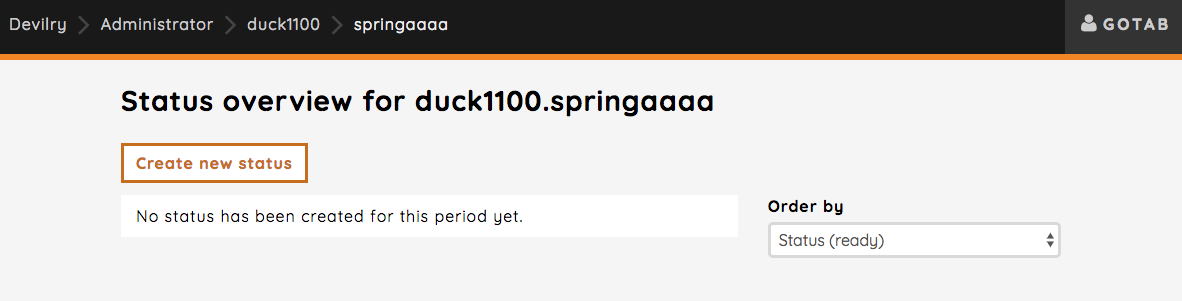 Devilry Administrator duck1100 springaaaa GOTAB
Status overview for duck1100.springaaaa
Create new status
No status has been created for this period yet.
Order by
Status (ready)